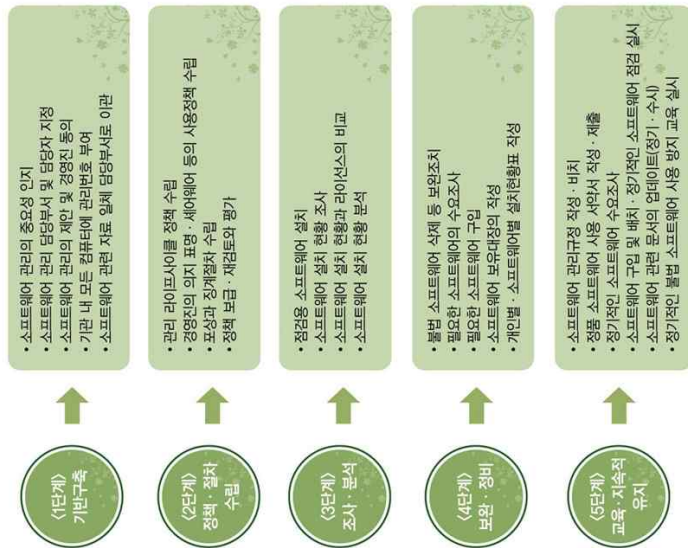 〈1단계〉
기반구축
• 소프트웨어 관리의 중요성 인지
• 소프트웨어 관리 담당부서 및 담당자 지정
• 소프트웨어 관리의 제안 및 경영진 동의
• 기관 내 모든 컴퓨터에 관리번호 부여
• 소프트웨어 관련 자료 일체 담당부서로 이관
〈2단계〉
정책 · 절차
수립
• 관리 라이프사이클 정책 수립
• 경영진의 의지 표명 · 셰어웨어 등의 사용정책 수립
• 포상과 징계절차 수립
• 정책 보급 · 재검토와 평가
〈3단계〉
조사 · 분석
• 점검용 소프트웨어 설치
• 소프트웨어 설치 현황 조사
• 소프트웨어 설치 현황과 라이선스의 비교
• 소프트웨어 설치 현황 분석
〈4단계〉
보완 · 정비
• 불법 소프트웨어 삭제 등 보완조치
• 필요한 소프트웨어의 수요조사
• 필요한 소프트웨어 구입
• 소프트웨어 보유대장의 작성
• 개인별 · 소프트웨어별 설치현황표 작성
〈5단계〉
교육 · 지속적
유지
• 소프트웨어 관리규정 작성 · 비치
• 정품 소프트웨어 사용 서약서 작성 · 제출
• 정기적인 소프트웨어 수요조사
• 소프트웨어 구입 및 배치 · 정기적인 소프트웨어 점검 실시
• 소프트웨어 관련 문서의 업데이트(정기 · 수시)
• 정기적인 불법 소프트웨어 사용 방지 교육 실시